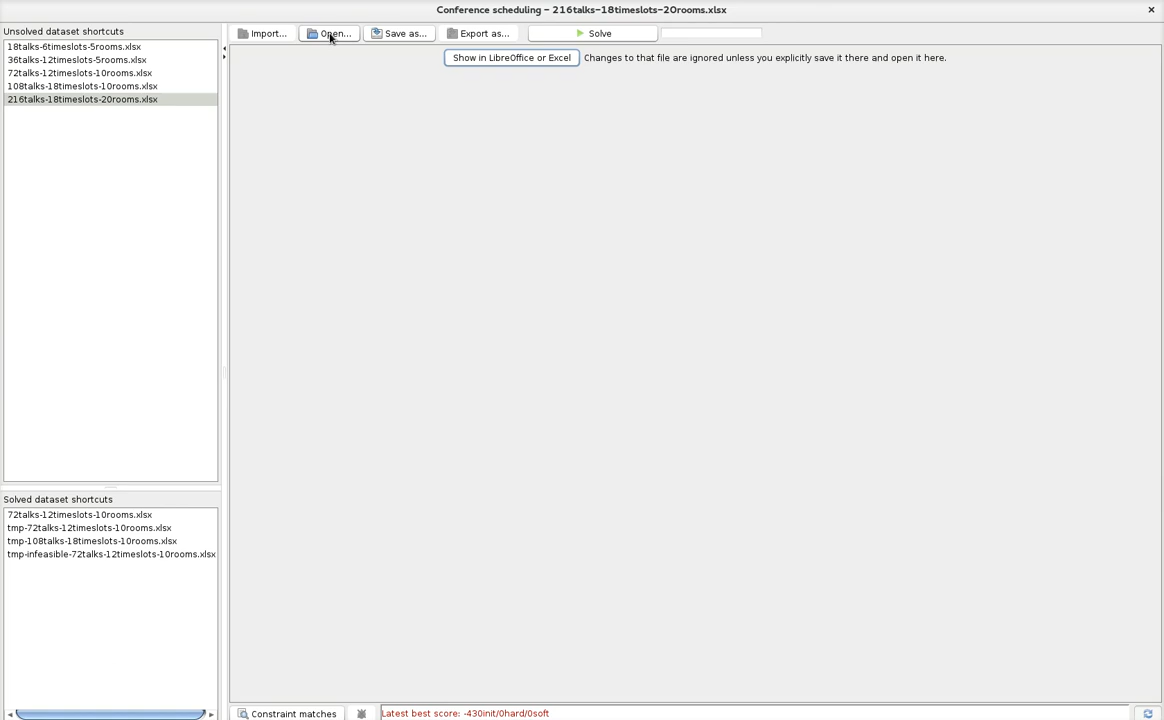 Conference scheduling – 216talks–18timeslots–20rooms.xlsx
Unsolved dataset shortcuts
18talks-6timeslots-5rooms.xlsx
36talks-12timeslots-5rooms.xlsx
72talks-12timeslots-10rooms.xlsx
108talks-18timeslots-10rooms.xlsx
216talks-18timeslots-20rooms.xlsx
Import... Open... Save as... Export as... Solve
Show in LibreOffice or Excel Changes to that file are ignored unless you explicitly save it there and open it here.
Solved dataset shortcuts
72talks-12timeslots-10rooms.xlsx
tmp-72talks-12timeslots-10rooms.xlsx
tmp-108talks-18timeslots-10rooms.xlsx
tmp-infeasible-72talks-12timeslots-10rooms.xlsx
Constraint matches Latest best score: -430init/0hard/0soft